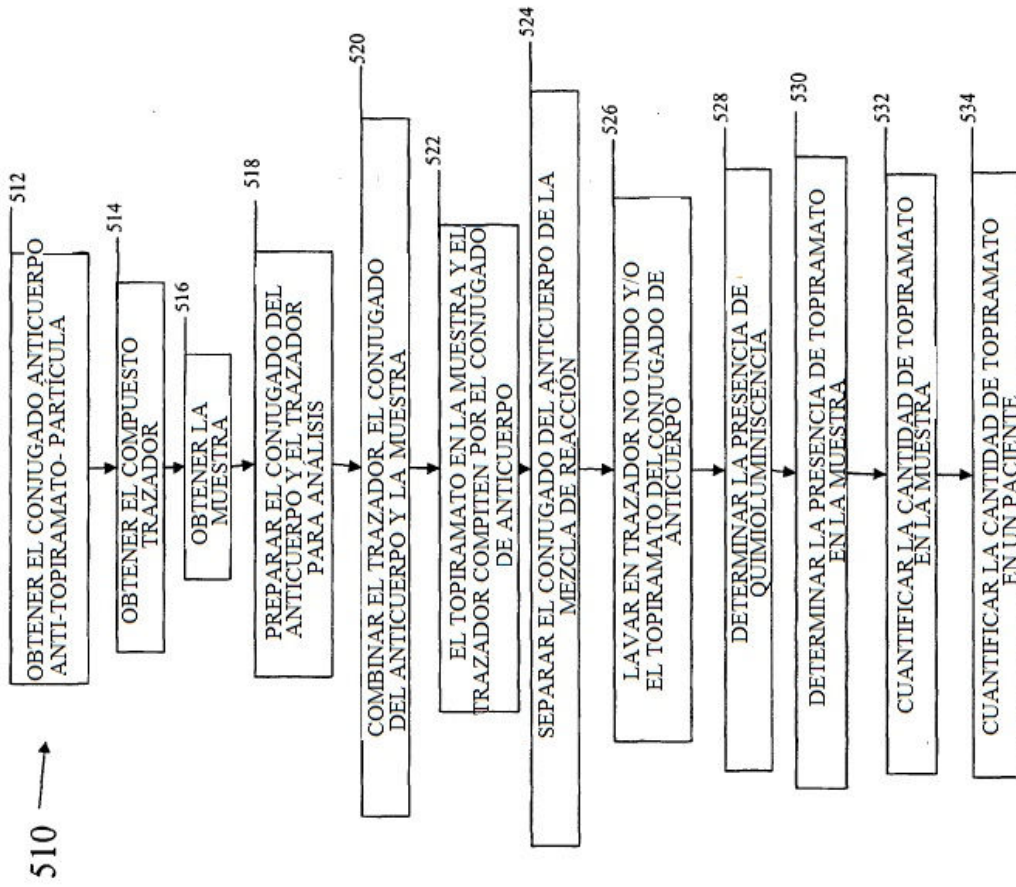 510
512
OBTENER EL CONJUGADO ANTICUERPO
ANTI-TOPIRAMATO- PARTÍCULA
514
OBTENER EL COMPUESTO
TRAZADOR
516
OBTENER LA
MUESTRA
518
PREPARAR EL CONJUGADO DEL
ANTICUERPO Y EL TRAZADOR
PARA ANÁLISIS
520
COMBINAR EL TRAZADOR, EL CONJUGADO
DEL ANTICUERPO Y LA MUESTRA
522
EL TOPIRAMATO EN LA MUESTRA Y EL
TRAZADOR COMPITEN POR EL CONJUGADO
DE ANTICUERPO
524
SEPARAR EL CONJUGADO DEL ANTICUERPO DE LA
MEZCLA DE REACCIÓN
526
LAVAR EN TRAZADOR NO UNIDO Y/O
EL TOPIRAMATO DEL CONJUGADO DE
ANTICUERPO
528
DETERMINAR LA PRESENCIA DE
QUIMIOLUMINISCENCIA
530
DETERMINAR LA PRESENCIA DE TOPIRAMATO
EN LA MUESTRA
532
CUANTIFICAR LA CANTIDAD DE TOPIRAMATO
EN LA MUESTRA
534
CUANTIFICAR LA CANTIDAD DE TOPIRAMATO
EN UN PACIENTE